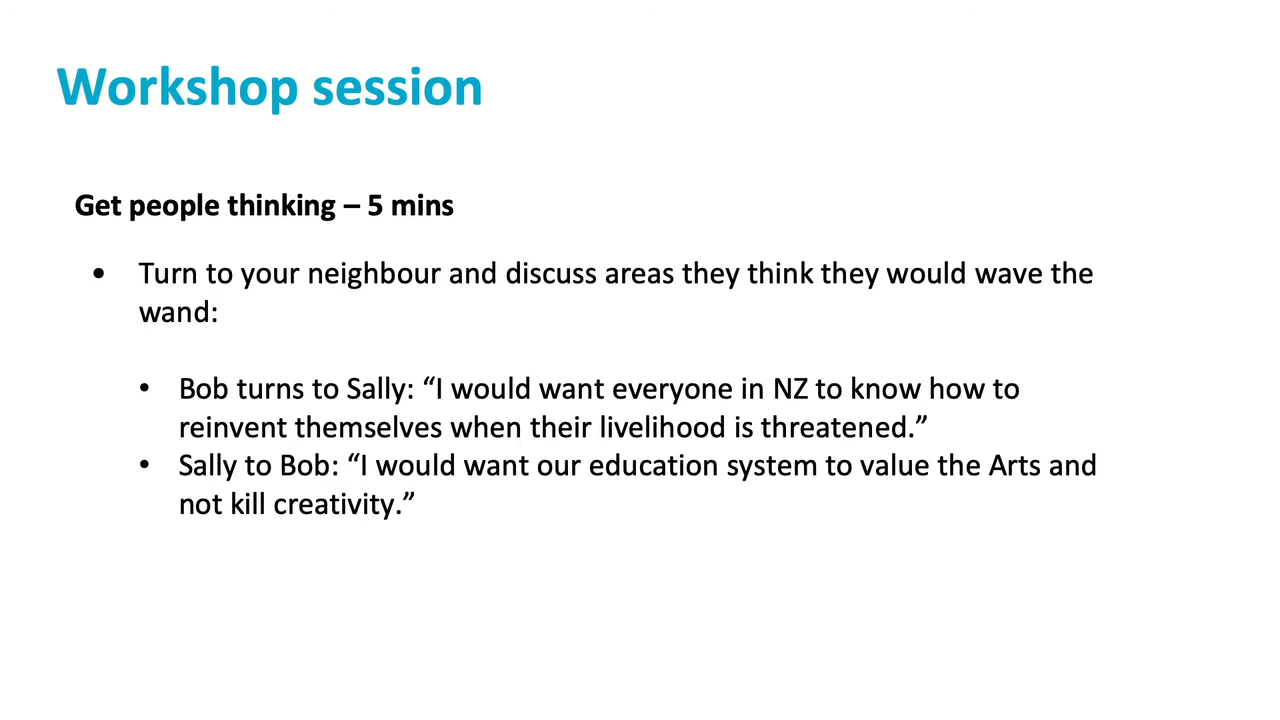 Workshop session
Get people thinking – 5 mins
• Turn to your neighbour and discuss areas they think they would wave the
wand:
• Bob turns to Sally: “I would want everyone in NZ to know how to
reinvent themselves when their livelihood is threatened.”
• Sally to Bob: “I would want our education system to value the Arts and
not kill creativity.”